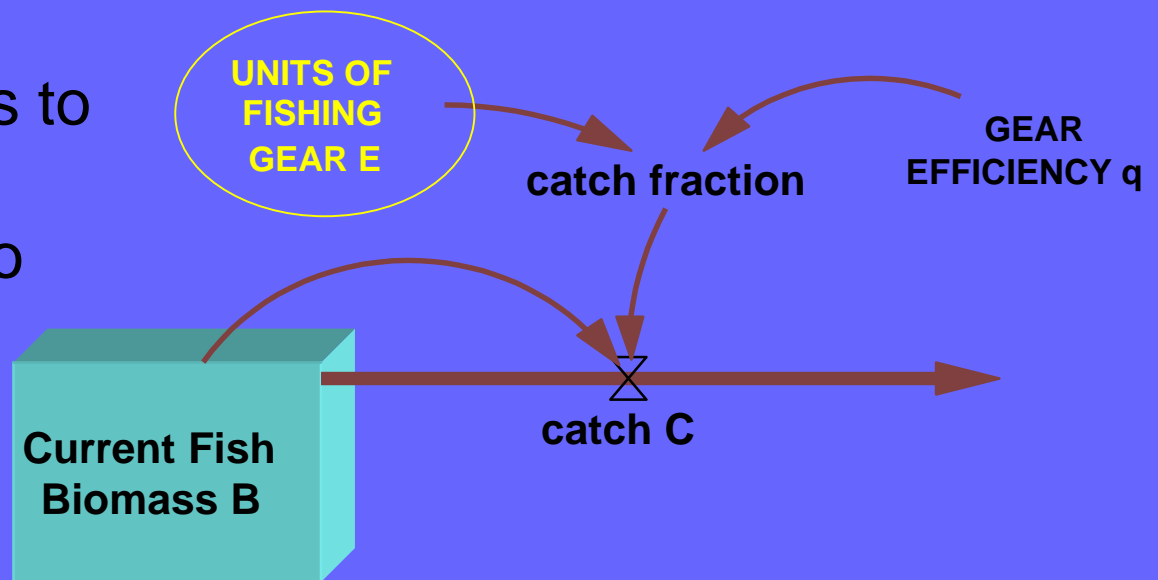 s to
o
UNITS OF
FISHING
GEAR E
catch fraction
GEAR
EFFICIENCY q
catch C
Current Fish
Biomass B